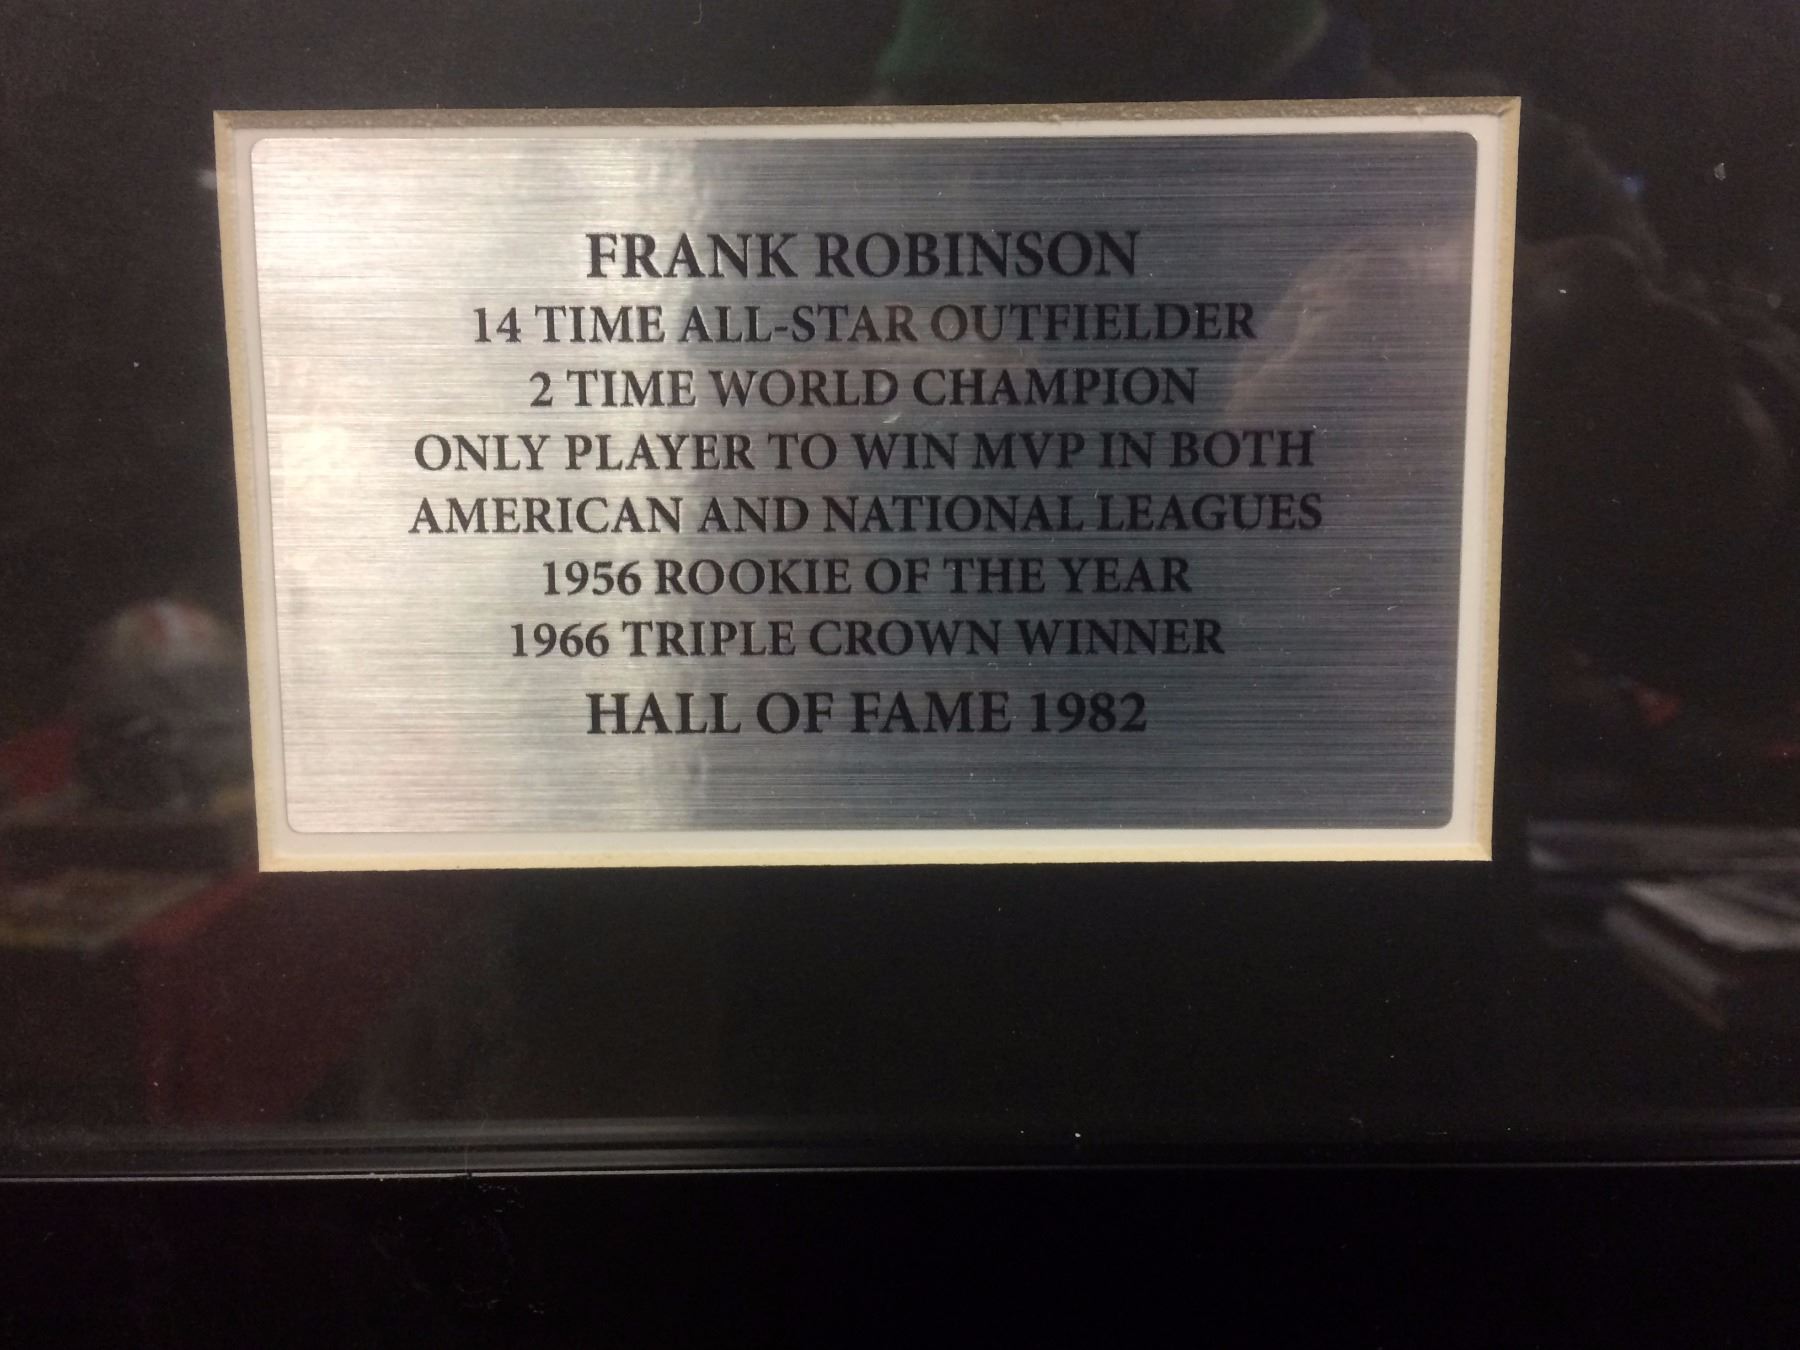 FRANK ROBINSON
14 TIME ALL-STAR OUTFIELDER
2 TIME WORLD CHAMPION
ONLY PLAYER TO WIN MVP IN BOTH
AMERICAN AND NATIONAL LEAGUES
1956 ROOKIE OF THE YEAR
1966 TRIPLE CROWN WINNER
HALL OF FAME 1982